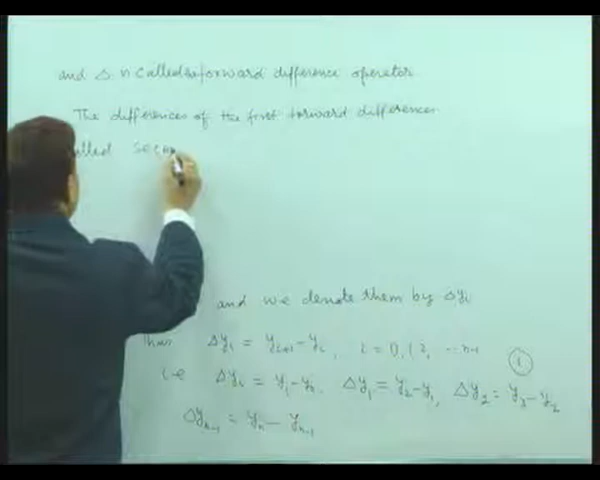 and Δ is called a forward difference operator.
The differences of the first forward differences
called Secon
and we denote them by Δyi
Thus Δyi = yi+1 - yi, i = 0, 1, 2, ... n-1
i.e Δy0 = y1 - y0, Δy1 = y2 - y1, Δy2 = y3 - y2 (1)
Δyn-1 = yn - yn-1